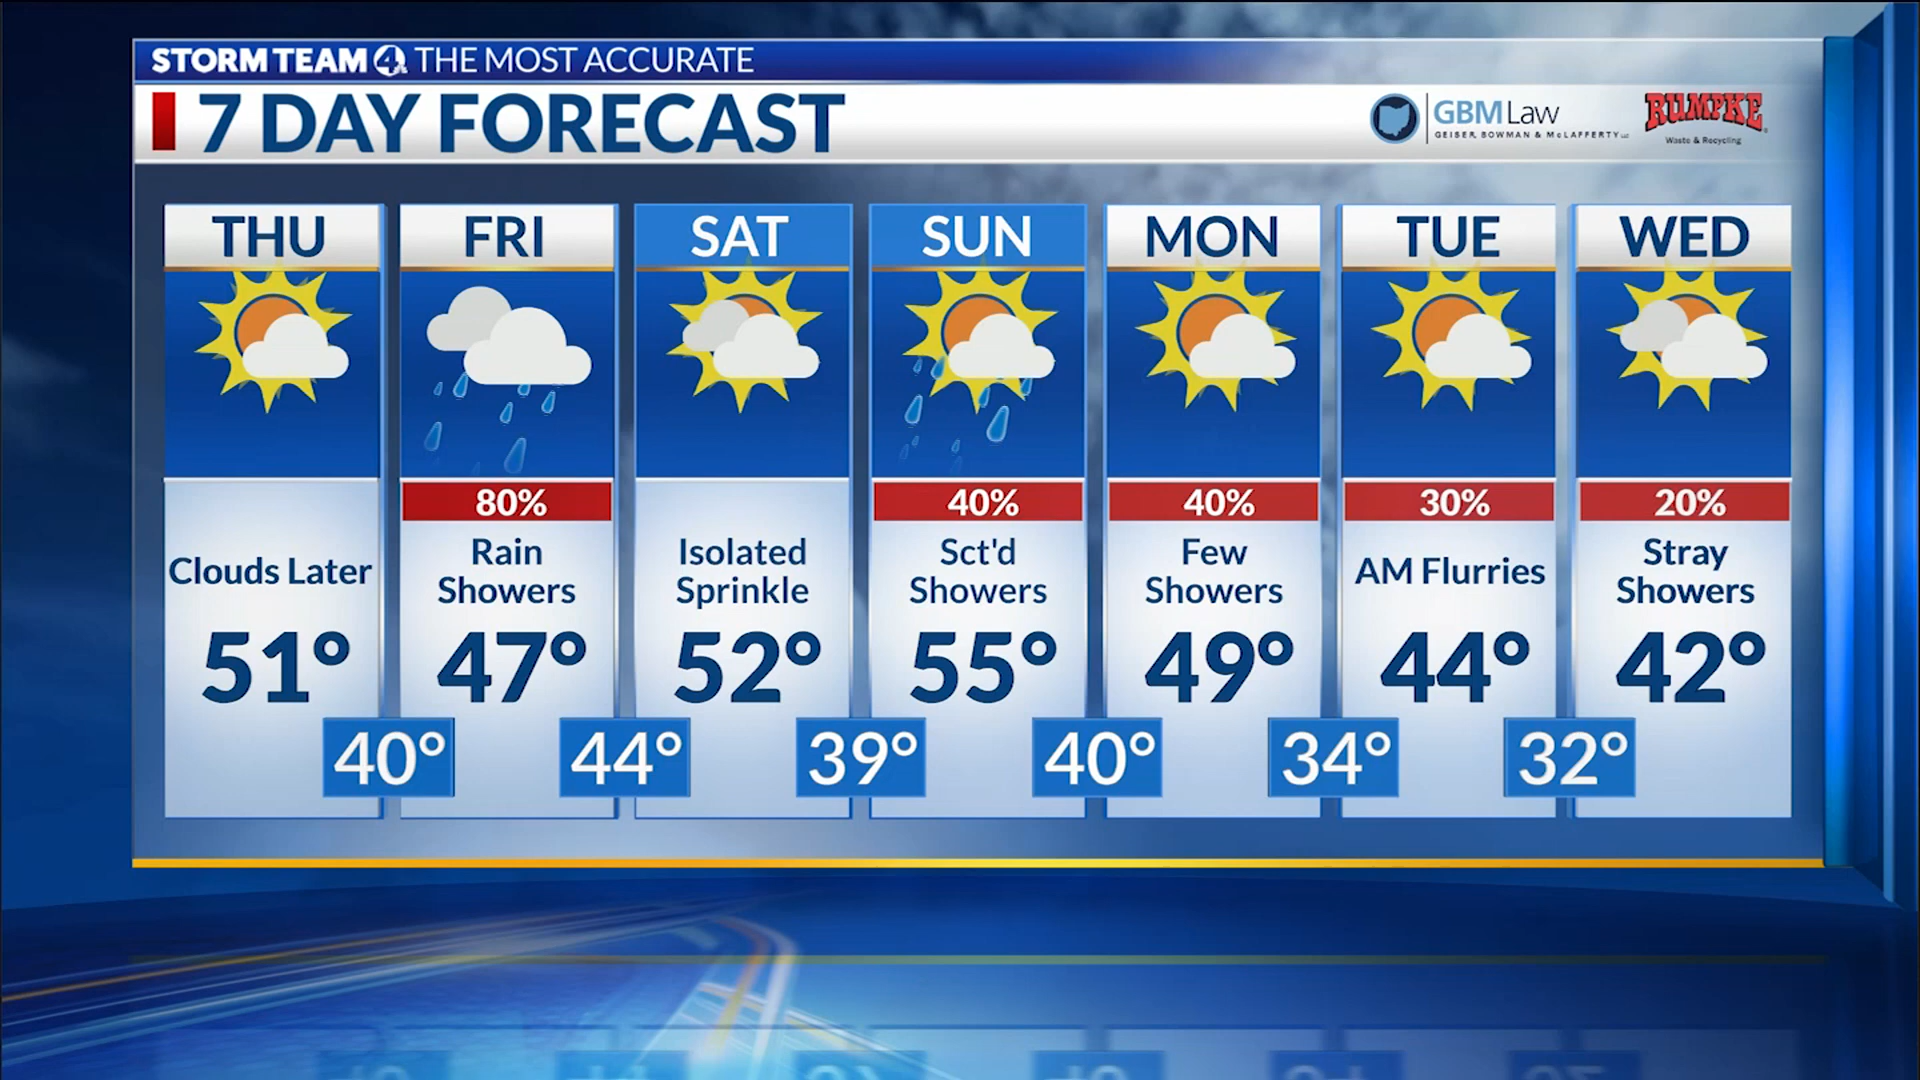 STORM TEAM 4 THE MOST ACCURATE
7 DAY FORECAST
GBM Law
GEISER, BOWMAN & McLAFFERTY LLC
RUMPKE
Waste & Recycling
THU
FRI
SAT
SUN
MON
TUE
WED
80%
40%
40%
30%
20%
Clouds Later
Rain
Showers
Isolated
Sprinkle
Sct'd
Showers
Few
Showers
AM Flurries
Stray
Showers
51°
47°
52°
55°
49°
44°
42°
40°
44°
39°
40°
34°
32°